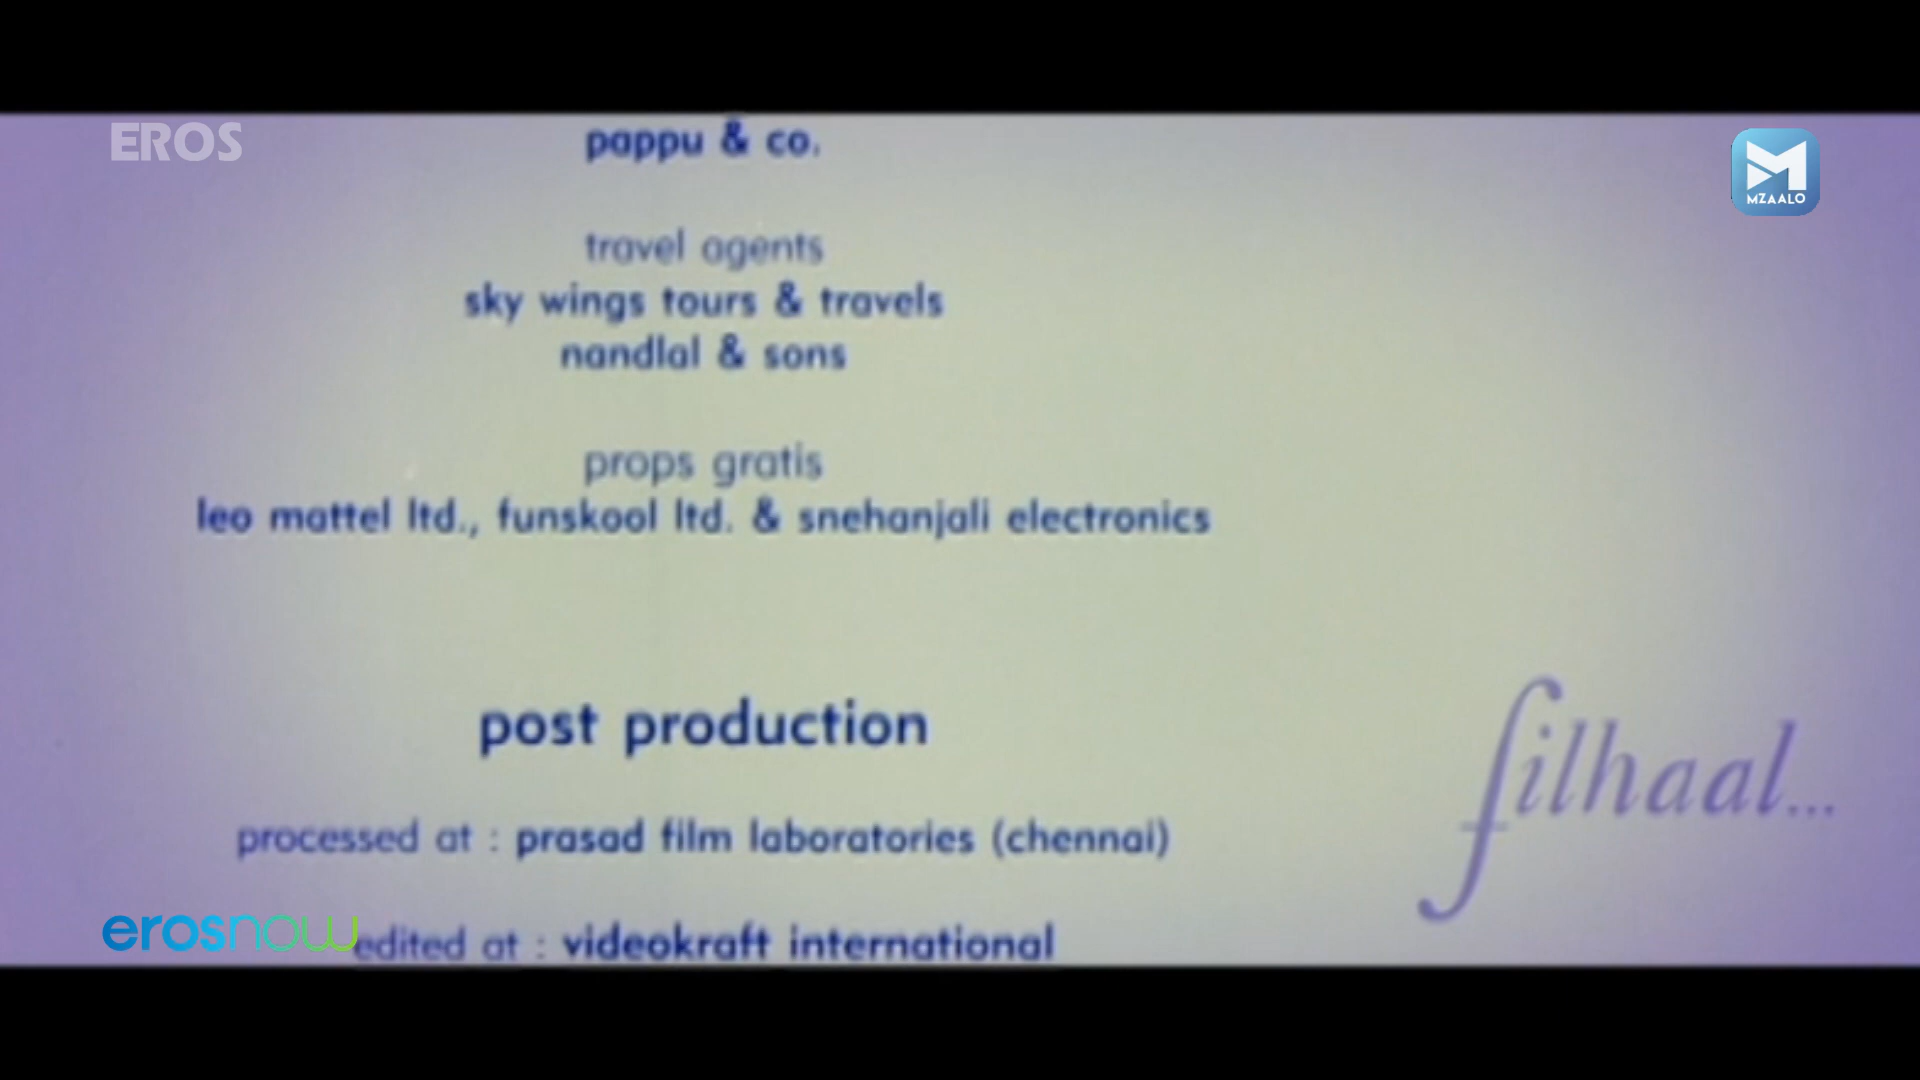 EROS
pappu & co.
MZAALO
travel agents
sky wings tours & travels
nandlal & sons
props gratis
leo mattel ltd., funskool ltd. & snehanjali electronics
post production
filhaal...
processed at : prasad film laboratories (chennai)
erosnow
edited at : videokraft international